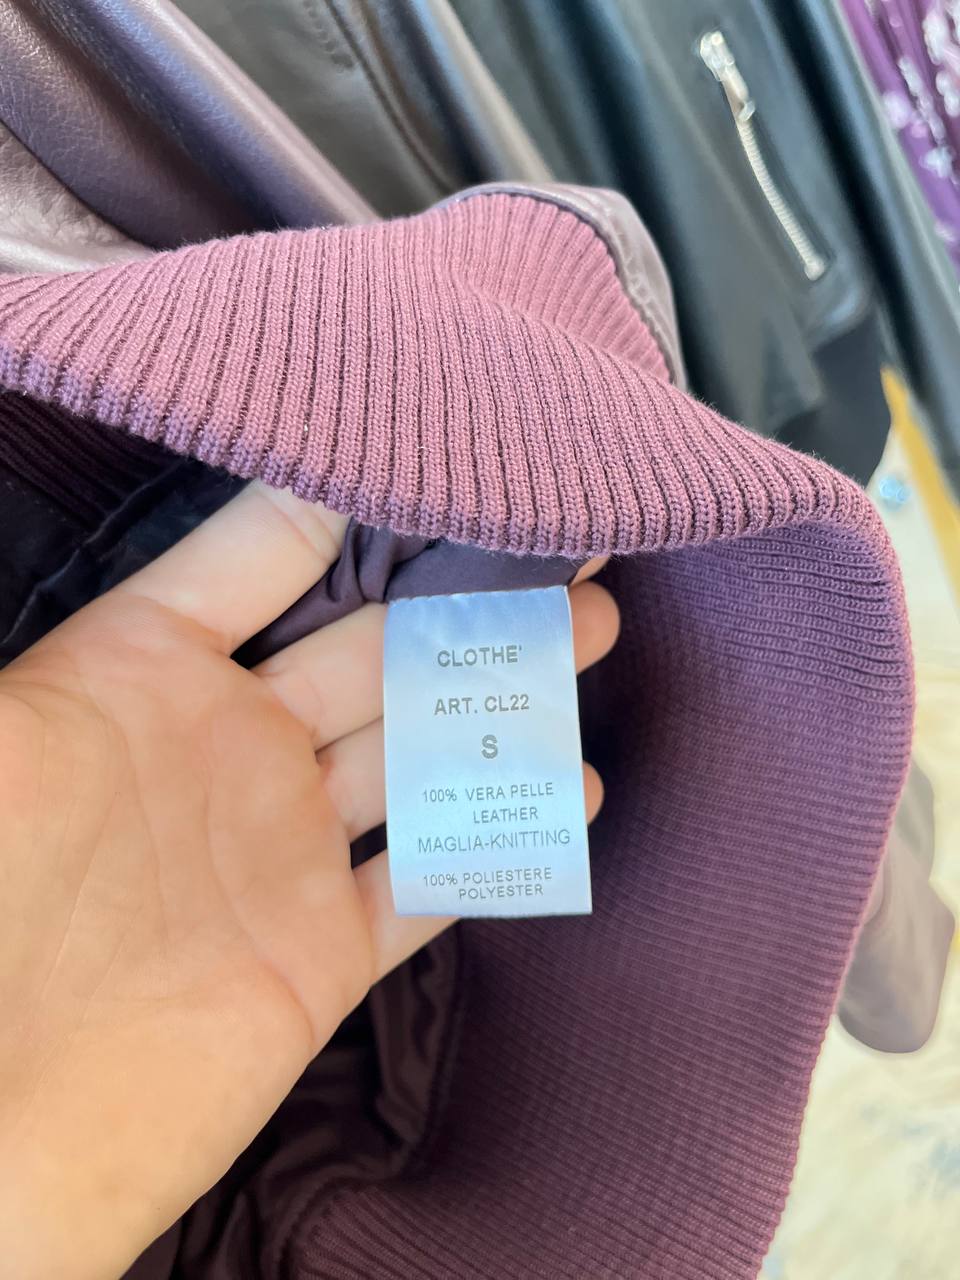 CLOTHE'
ART. CL22
S
100% VERA PELLE
LEATHER
MAGLIA-KNITTING
100% POLIESTERE
POLYESTER